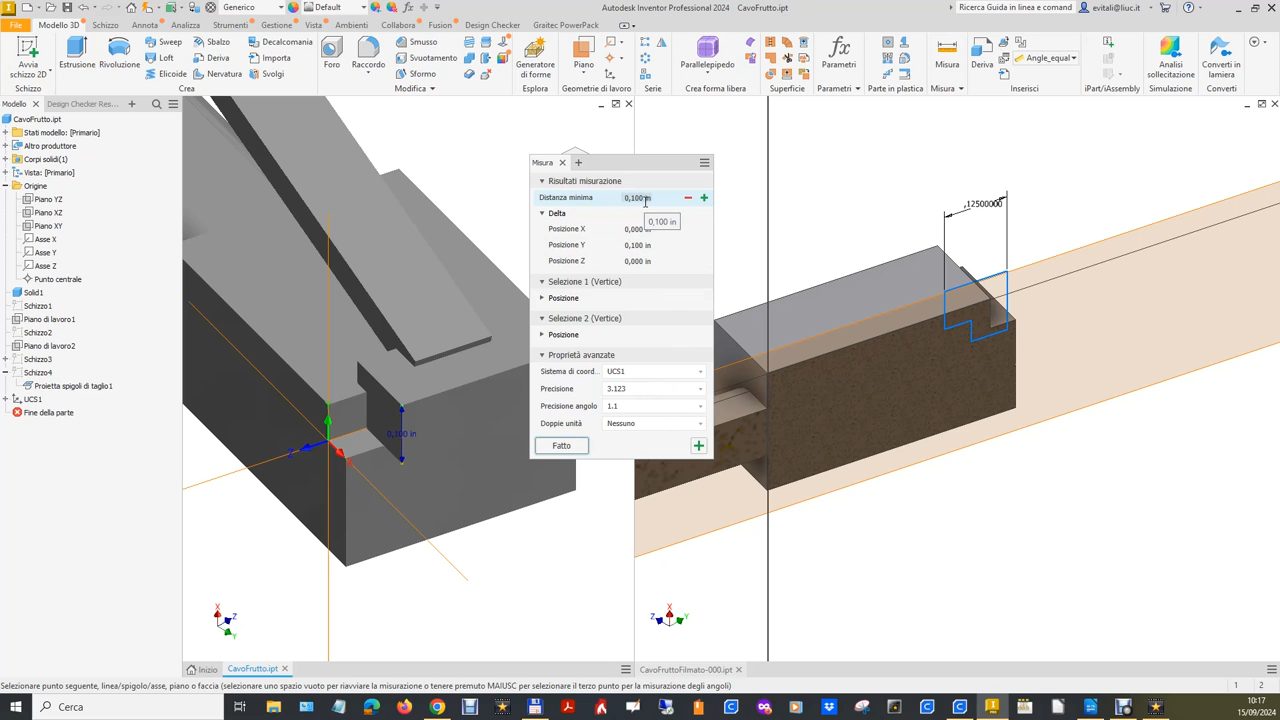 Generico
Default
Autodesk Inventor Professional 2024   CavoFrutto.ipt
Ricerca Guida in linea e comandi
evitali@liuc.it
File
Modello 3D
Schizzo
Annota
Analizza
Strumenti
Gestione
Vista
Ambienti
Collabora
Fusion
Design Checker
Graitec PowerPack
Avvia
schizzo 2D
Estrusione
Rivoluzione
Sweep
Loft
Elicoide
Sbalzo
Deriva
Nervatura
Decalcomania
Importa
Svolgi
Foro
Raccordo
Smusso
Svuotamento
Sformo
Generatore
di forme
Piano
Parallelepipedo
Parametri
Misura
Deriva
Angle_equal
Analisi
sollecitazione
Converti
in lamiera
Schizzo
Crea
Modifica
Esplora
Geometrie di lavoro
Serie
Crea forma libera
Superficie
Parametri
Parte in plastica
Misura
Inserisci
iPart/iAssembly
Simulazione
Converti
Modello
Design Checker Res
CavoFrutto.ipt
Stati modello: [Primario]
Altro produttore
Corpi solidi(1)
Vista: [Primario]
Origine
Piano YZ
Piano XZ
Piano XY
Asse X
Asse Y
Asse Z
Punto centrale
Solid1
Schizzo1
Piano di lavoro1
Schizzo2
Piano di lavoro2
Schizzo3
Schizzo4
Proietta spigoli di taglio1
UCS1
Fine della parte
Misura
Risultati misurazione
Distanza minima 0,100 in
0,100 in
Delta
Posizione X 0,000
Posizione Y 0,100 in
Posizione Z 0,000 in
Selezione 1 (Vertice)
Posizione
Selezione 2 (Vertice)
Posizione
Proprietà avanzate
Sistema di coord... UCS1
Precisione 3.123
Precisione angolo 1.1
Doppie unità Nessuno
Fatto
0,100 in
Z
,12500000
X
Z
Y
X
Z
Y
Inizio
CavoFrutto.ipt
CavoFruttoFilmato-000.ipt
Selezionare punto seguente, linea/spigolo/asse, piano o faccia (selezionare uno spazio vuoto per riavviare la misurazione o tenere premuto MAIUSC per selezionare il terzo punto per la misurazione degli angoli)
1
2
Cerca
10:17
15/09/2024